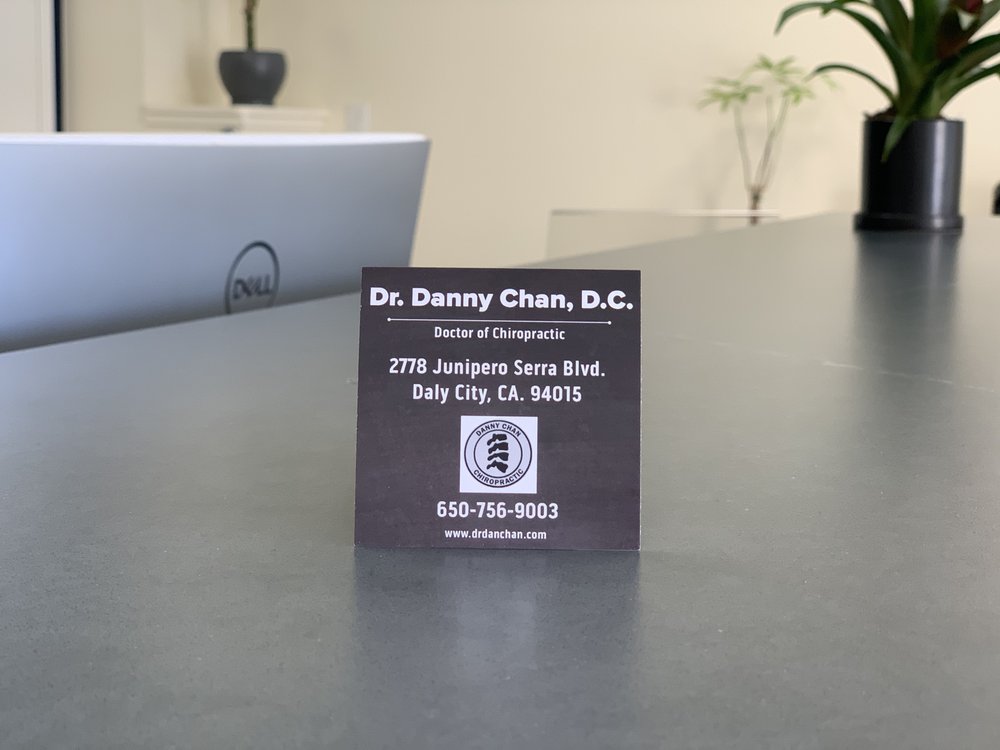 DELL
Dr. Danny Chan, D.C.
Doctor of Chiropractic
2778 Junipero Serra Blvd.
Daly City, CA. 94015
DANNY CHAN
CHIROPRACTIC
650-756-9003
www.drdanchan.com